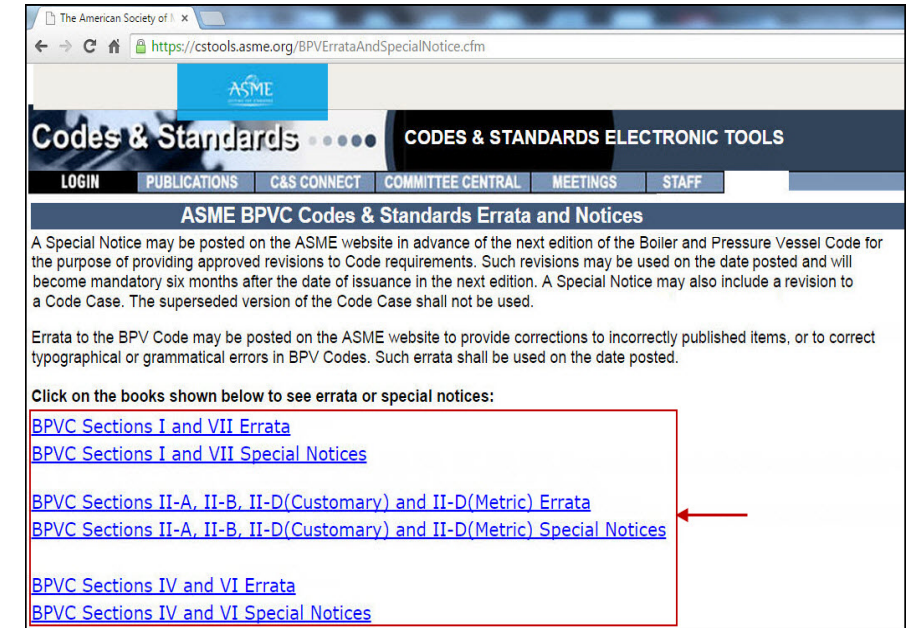 The American Society of M
https://cstools.asme.org/BPVErrataAndSpecialNotice.cfm
ASME
Codes & Standards
CODES & STANDARDS ELECTRONIC TOOLS
LOGIN PUBLICATIONS C&S CONNECT COMMITTEE CENTRAL MEETINGS STAFF
ASME BPVC Codes & Standards Errata and Notices
A Special Notice may be posted on the ASME website in advance of the next edition of the Boiler and Pressure Vessel Code for
the purpose of providing approved revisions to Code requirements. Such revisions may be used on the date posted and will
become mandatory six months after the date of issuance in the next edition. A Special Notice may also include a revision to
a Code Case. The superseded version of the Code Case shall not be used.
Errata to the BPV Code may be posted on the ASME website to provide corrections to incorrectly published items, or to correct
typographical or grammatical errors in BPV Codes. Such errata shall be used on the date posted.
Click on the books shown below to see errata or special notices:
BPVC Sections I and VII Errata
BPVC Sections I and VII Special Notices
BPVC Sections II-A, II-B, II-D(Customary) and II-D(Metric) Errata
BPVC Sections II-A, II-B, II-D(Customary) and II-D(Metric) Special Notices
BPVC Sections IV and VI Errata
BPVC Sections IV and VI Special Notices